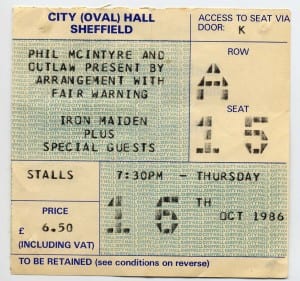 CITY (OVAL) HALL
SHEFFIELD
ACCESS TO SEAT VIA
DOOR: K
PHIL MCINTYRE AND
OUTLAW PRESENT BY
ARRANGEMENT WITH
FAIR WARNING
IRON MAIDEN
PLUS
SPECIAL GUESTS
ROW
A
SEAT
15
STALLS
7:30PM - THURSDAY
PRICE
£ 6.50
(INCLUDING VAT)
16TH
OCT 1986
TO BE RETAINED (see conditions on reverse)